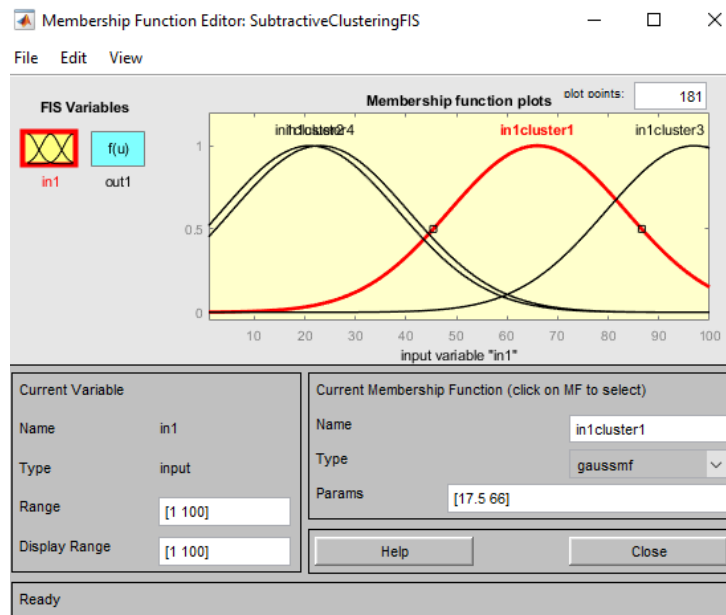 Membership Function Editor: SubtractiveClusteringFIS
File Edit View
FIS Variables
f(u)
in1
out1
Membership function plots
plot points:
181
in1cluster1
in1cluster3
1
0.5
0
10 20 30 40 50 60 70 80 90 100
input variable "in1"
Current Variable
Name in1
Type input
Range [1 100]
Display Range [1 100]
Current Membership Function (click on MF to select)
Name in1cluster1
Type gaussmf
Params [17.5 66]
Help Close
Ready